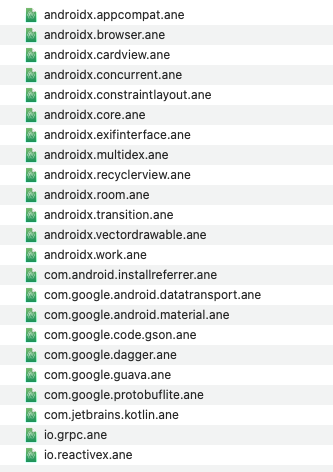 androidx.appcompat.ane
androidx.browser.ane
androidx.cardview.ane
androidx.concurrent.ane
androidx.constraintlayout.ane
androidx.core.ane
androidx.exifinterface.ane
androidx.multidex.ane
androidx.recyclerview.ane
androidx.room.ane
androidx.transition.ane
androidx.vectordrawable.ane
androidx.work.ane
com.android.installreferrer.ane
com.google.android.datatransport.ane
com.google.android.material.ane
com.google.code.gson.ane
com.google.dagger.ane
com.google.guava.ane
com.google.protobuflite.ane
com.jetbrains.kotlin.ane
io.grpc.ane
io.reactivex.ane